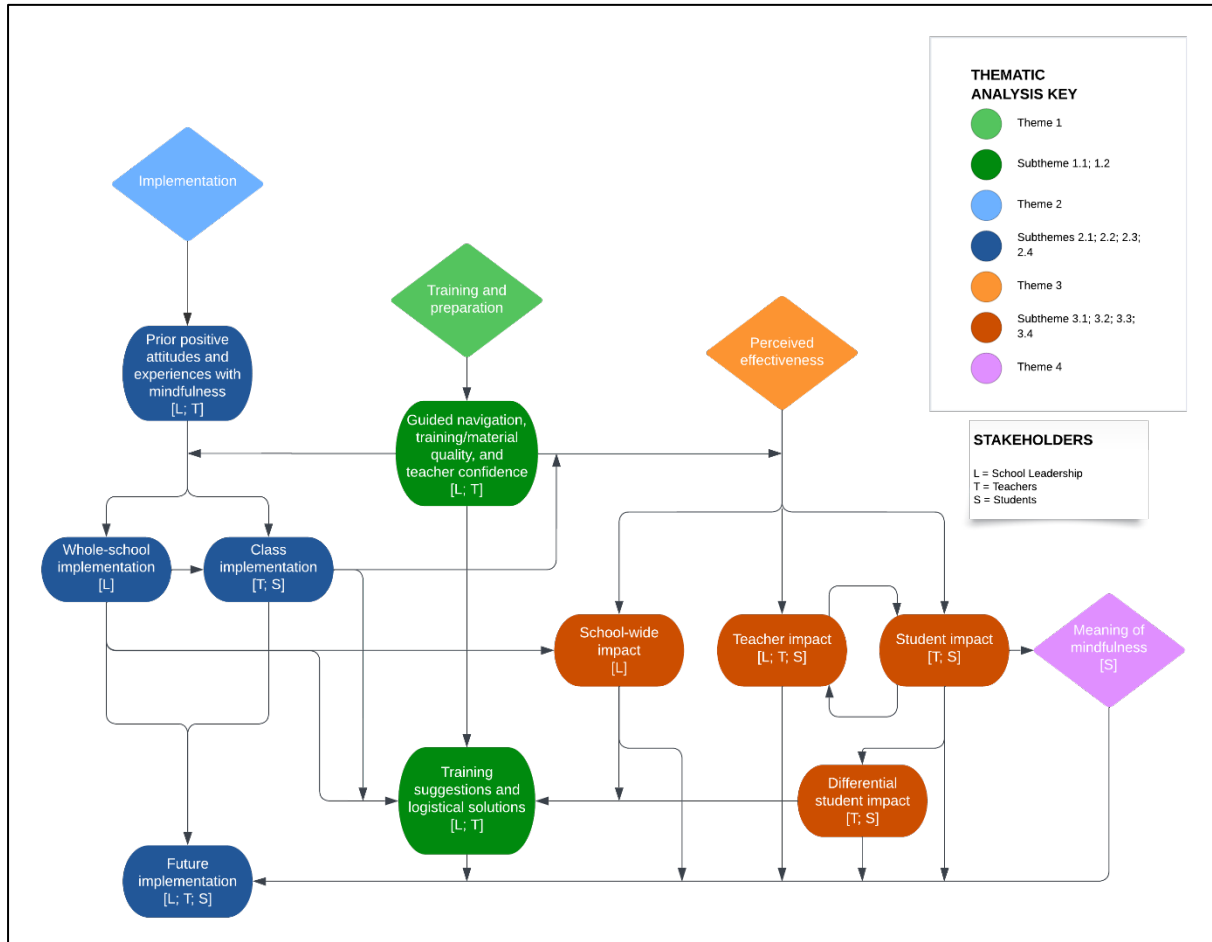 THEMATIC
ANALYSIS KEY
Theme 1
Subtheme 1.1; 1.2
Theme 2
Subthemes 2.1; 2.2; 2.3;
2.4
Theme 3
Subtheme 3.1; 3.2; 3.3;
3.4
Theme 4
STAKEHOLDERS
L = School Leadership
T = Teachers
S = Students
Implementation
Training and
preparation
Perceived
effectiveness
Prior positive
attitudes and
experiences with
mindfulness
[L; T]
Guided navigation,
training/material
quality, and
teacher confidence
[L; T]
Whole-school
implementation
[L]
Class
implementation
[T; S]
School-wide
impact
[L]
Teacher impact
[L; T; S]
Student impact
[T; S]
Meaning of
mindfulness
[S]
Training
suggestions and
logistical solutions
[L; T]
Differential
student impact
[T; S]
Future
implementation
[L; T; S]